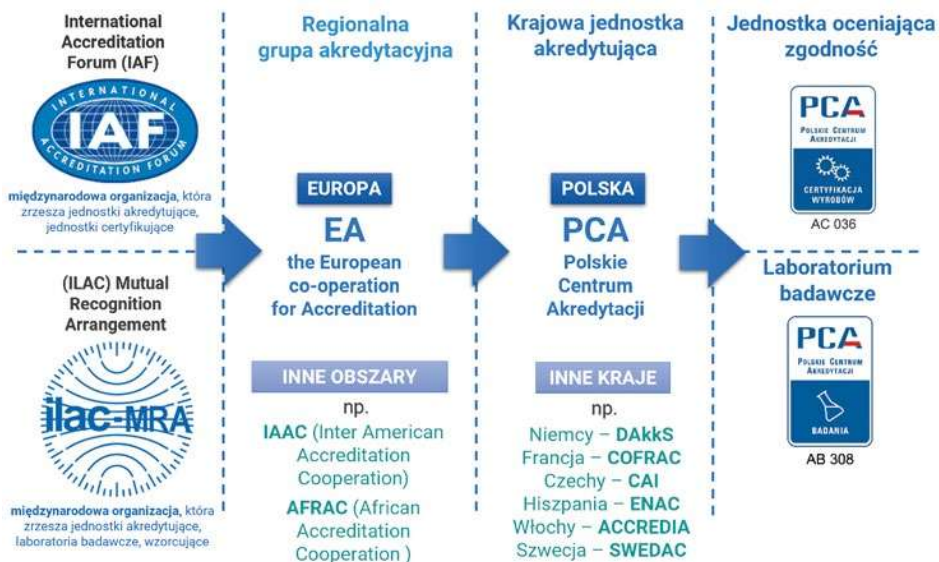 International
Accreditation
Forum (IAF)
INTERNATIONAL
IAF
ACCREDITATION FORUM
międzynarodowa organizacja, która
zrzesza jednostki akredytujące,
jednostki certyfikujące
(ILAC) Mutual
Recognition
Arrangement
ilac-MRA
międzynarodowa organizacja, która
zrzesza jednostki akredytujące,
laboratoria badawcze, wzorcujące
Regionalna
grupa akredytacyjna
EUROPA
EA
the European
co-operation
for Accreditation
INNE OBSZARY
np.
IAAC (Inter American
Accreditation
Cooperation)
AFRAC (African
Accreditation
Cooperation )
Krajowa jednostka
akredytująca
POLSKA
PCA
Polskie
Centrum
Akredytacji
INNE KRAJE
np.
Niemcy – DAkkS
Francja – COFRAC
Czechy – CAI
Hiszpania – ENAC
Włochy – ACCREDIA
Szwecja – SWEDAC
Jednostka oceniająca
zgodność
PCA
POLSKIE CENTRUM
AKREDYTACJI
CERTYFIKACJA
WYROBÓW
AC 036
Laboratorium
badawcze
PCA
POLSKIE CENTRUM
AKREDYTACJI
BADANIA
AB 308